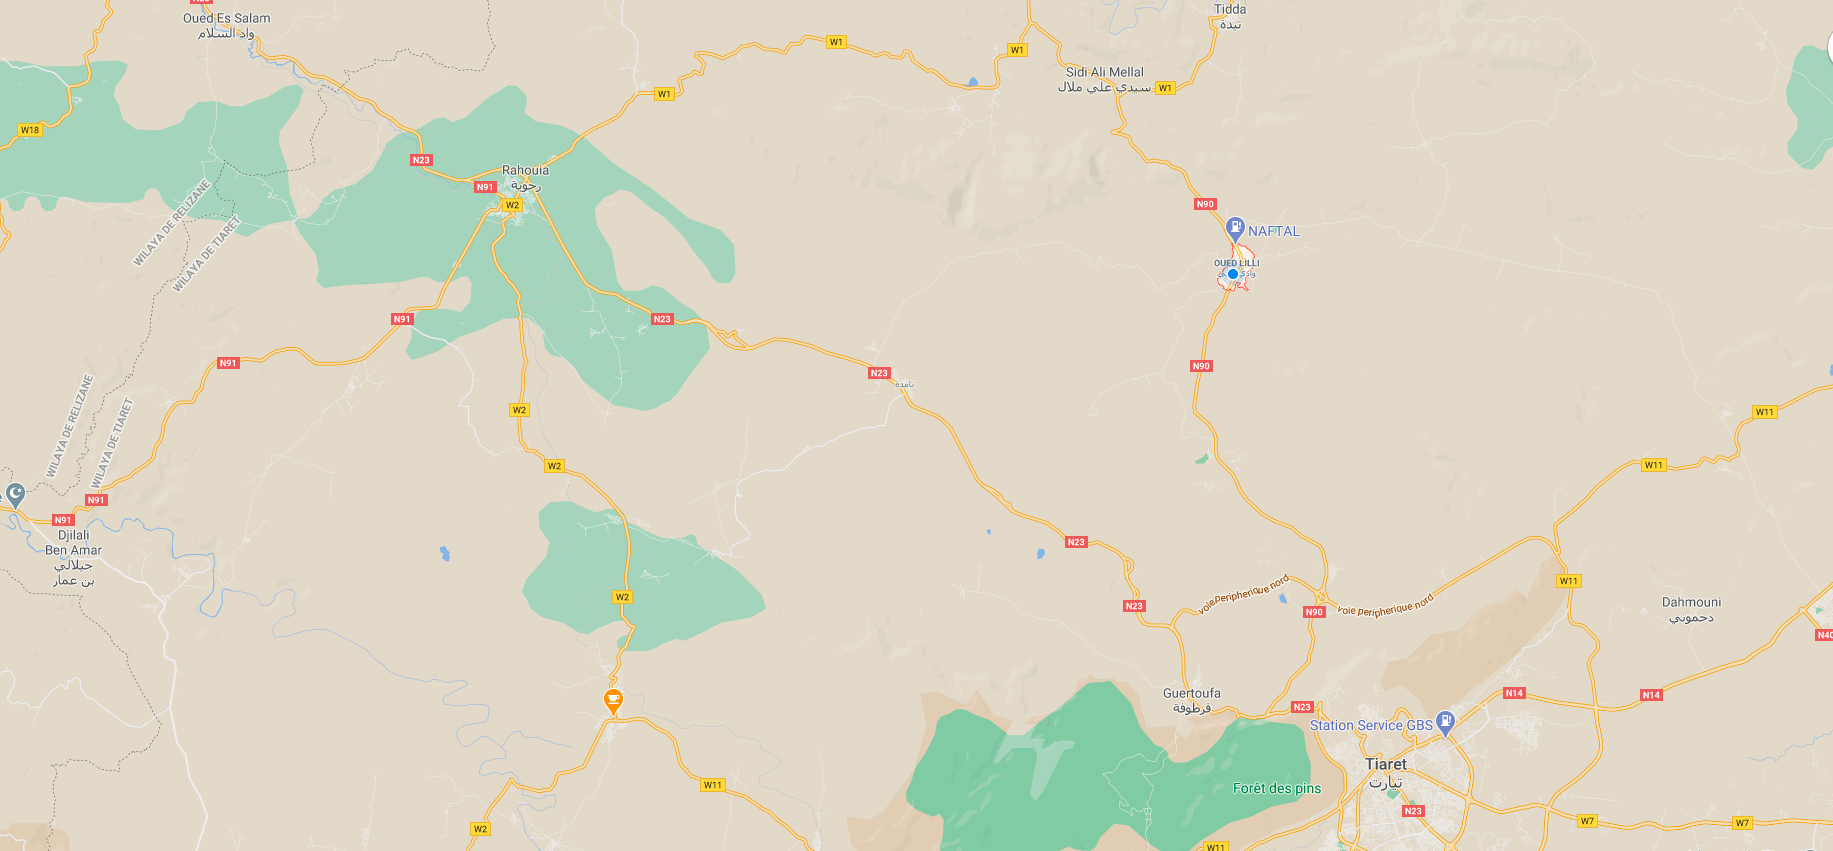 N23
Oued Es Salam
واد السلام
Tidda
تيدة
W1
W1
Sidi Ali Mellal
سيدي علي ملال
W1
W1
W18
N23
Rahouia
رحوية
N91
W2
WILAYA DE RELIZANE
WILAYA DE TIARET
N90
NAFTAL
OUED LILLI
N91
N23
N91
N23
تامدة
N90
W2
W11
WILAYA DE RELIZANE
WILAYA DE TIARET
W2
W11
N91
N91
Djilali
Ben Amar
جيلالي
بن عمار
N23
voie peripherique nord
W11
W2
N23
N90
voie peripherique nord
Dahmouni
دحموني
N40
Guertoufa
قرطوفة
N23
N14
N14
Station Service GBS
Tiaret
تيارت
W11
Forêt des pins
N23
W2
W7
W7
W11